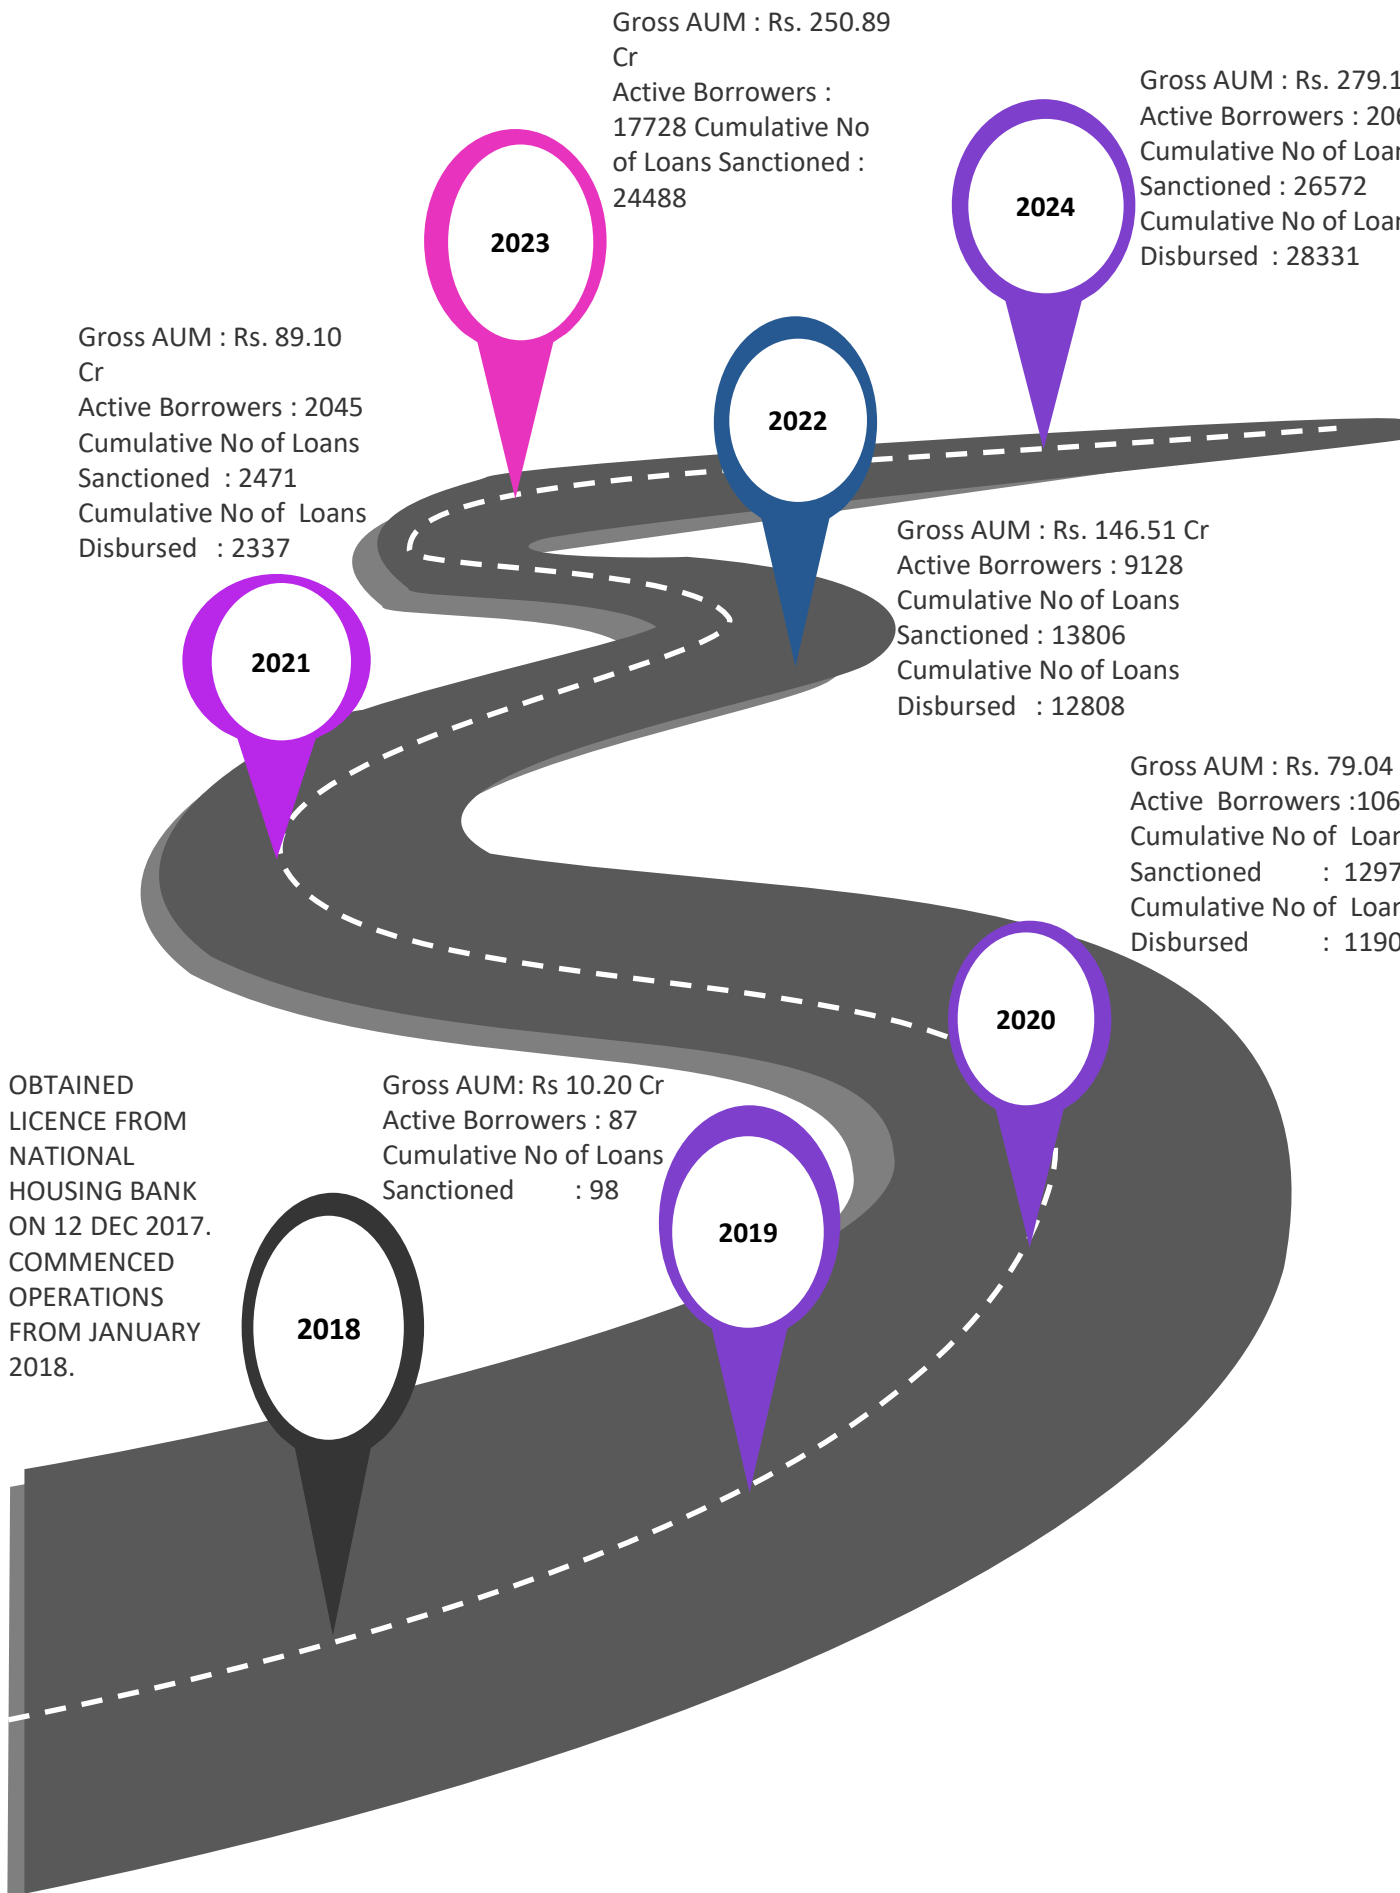 Gross AUM : Rs. 250.89
Cr
Active Borrowers :
17728 Cumulative No
of Loans Sanctioned :
24488
Gross AUM : Rs. 279.1
Active Borrowers : 206
Cumulative No of Loan
Sanctioned : 26572
Cumulative No of Loan
Disbursed : 28331
2024
2023
Gross AUM : Rs. 89.10
Cr
Active Borrowers : 2045
Cumulative No of Loans
Sanctioned : 2471
Cumulative No of Loans
Disbursed : 2337
2022
Gross AUM : Rs. 146.51 Cr
Active Borrowers : 9128
Cumulative No of Loans
Sanctioned : 13806
Cumulative No of Loans
Disbursed : 12808
2021
Gross AUM : Rs. 79.04
Active Borrowers :106
Cumulative No of Loan
Sanctioned : 1297
Cumulative No of Loan
Disbursed : 1190
2020
OBTAINED
LICENCE FROM
NATIONAL
HOUSING BANK
ON 12 DEC 2017.
COMMENCED
OPERATIONS
FROM JANUARY
2018.
Gross AUM: Rs 10.20 Cr
Active Borrowers : 87
Cumulative No of Loans
Sanctioned : 98
2019
2018